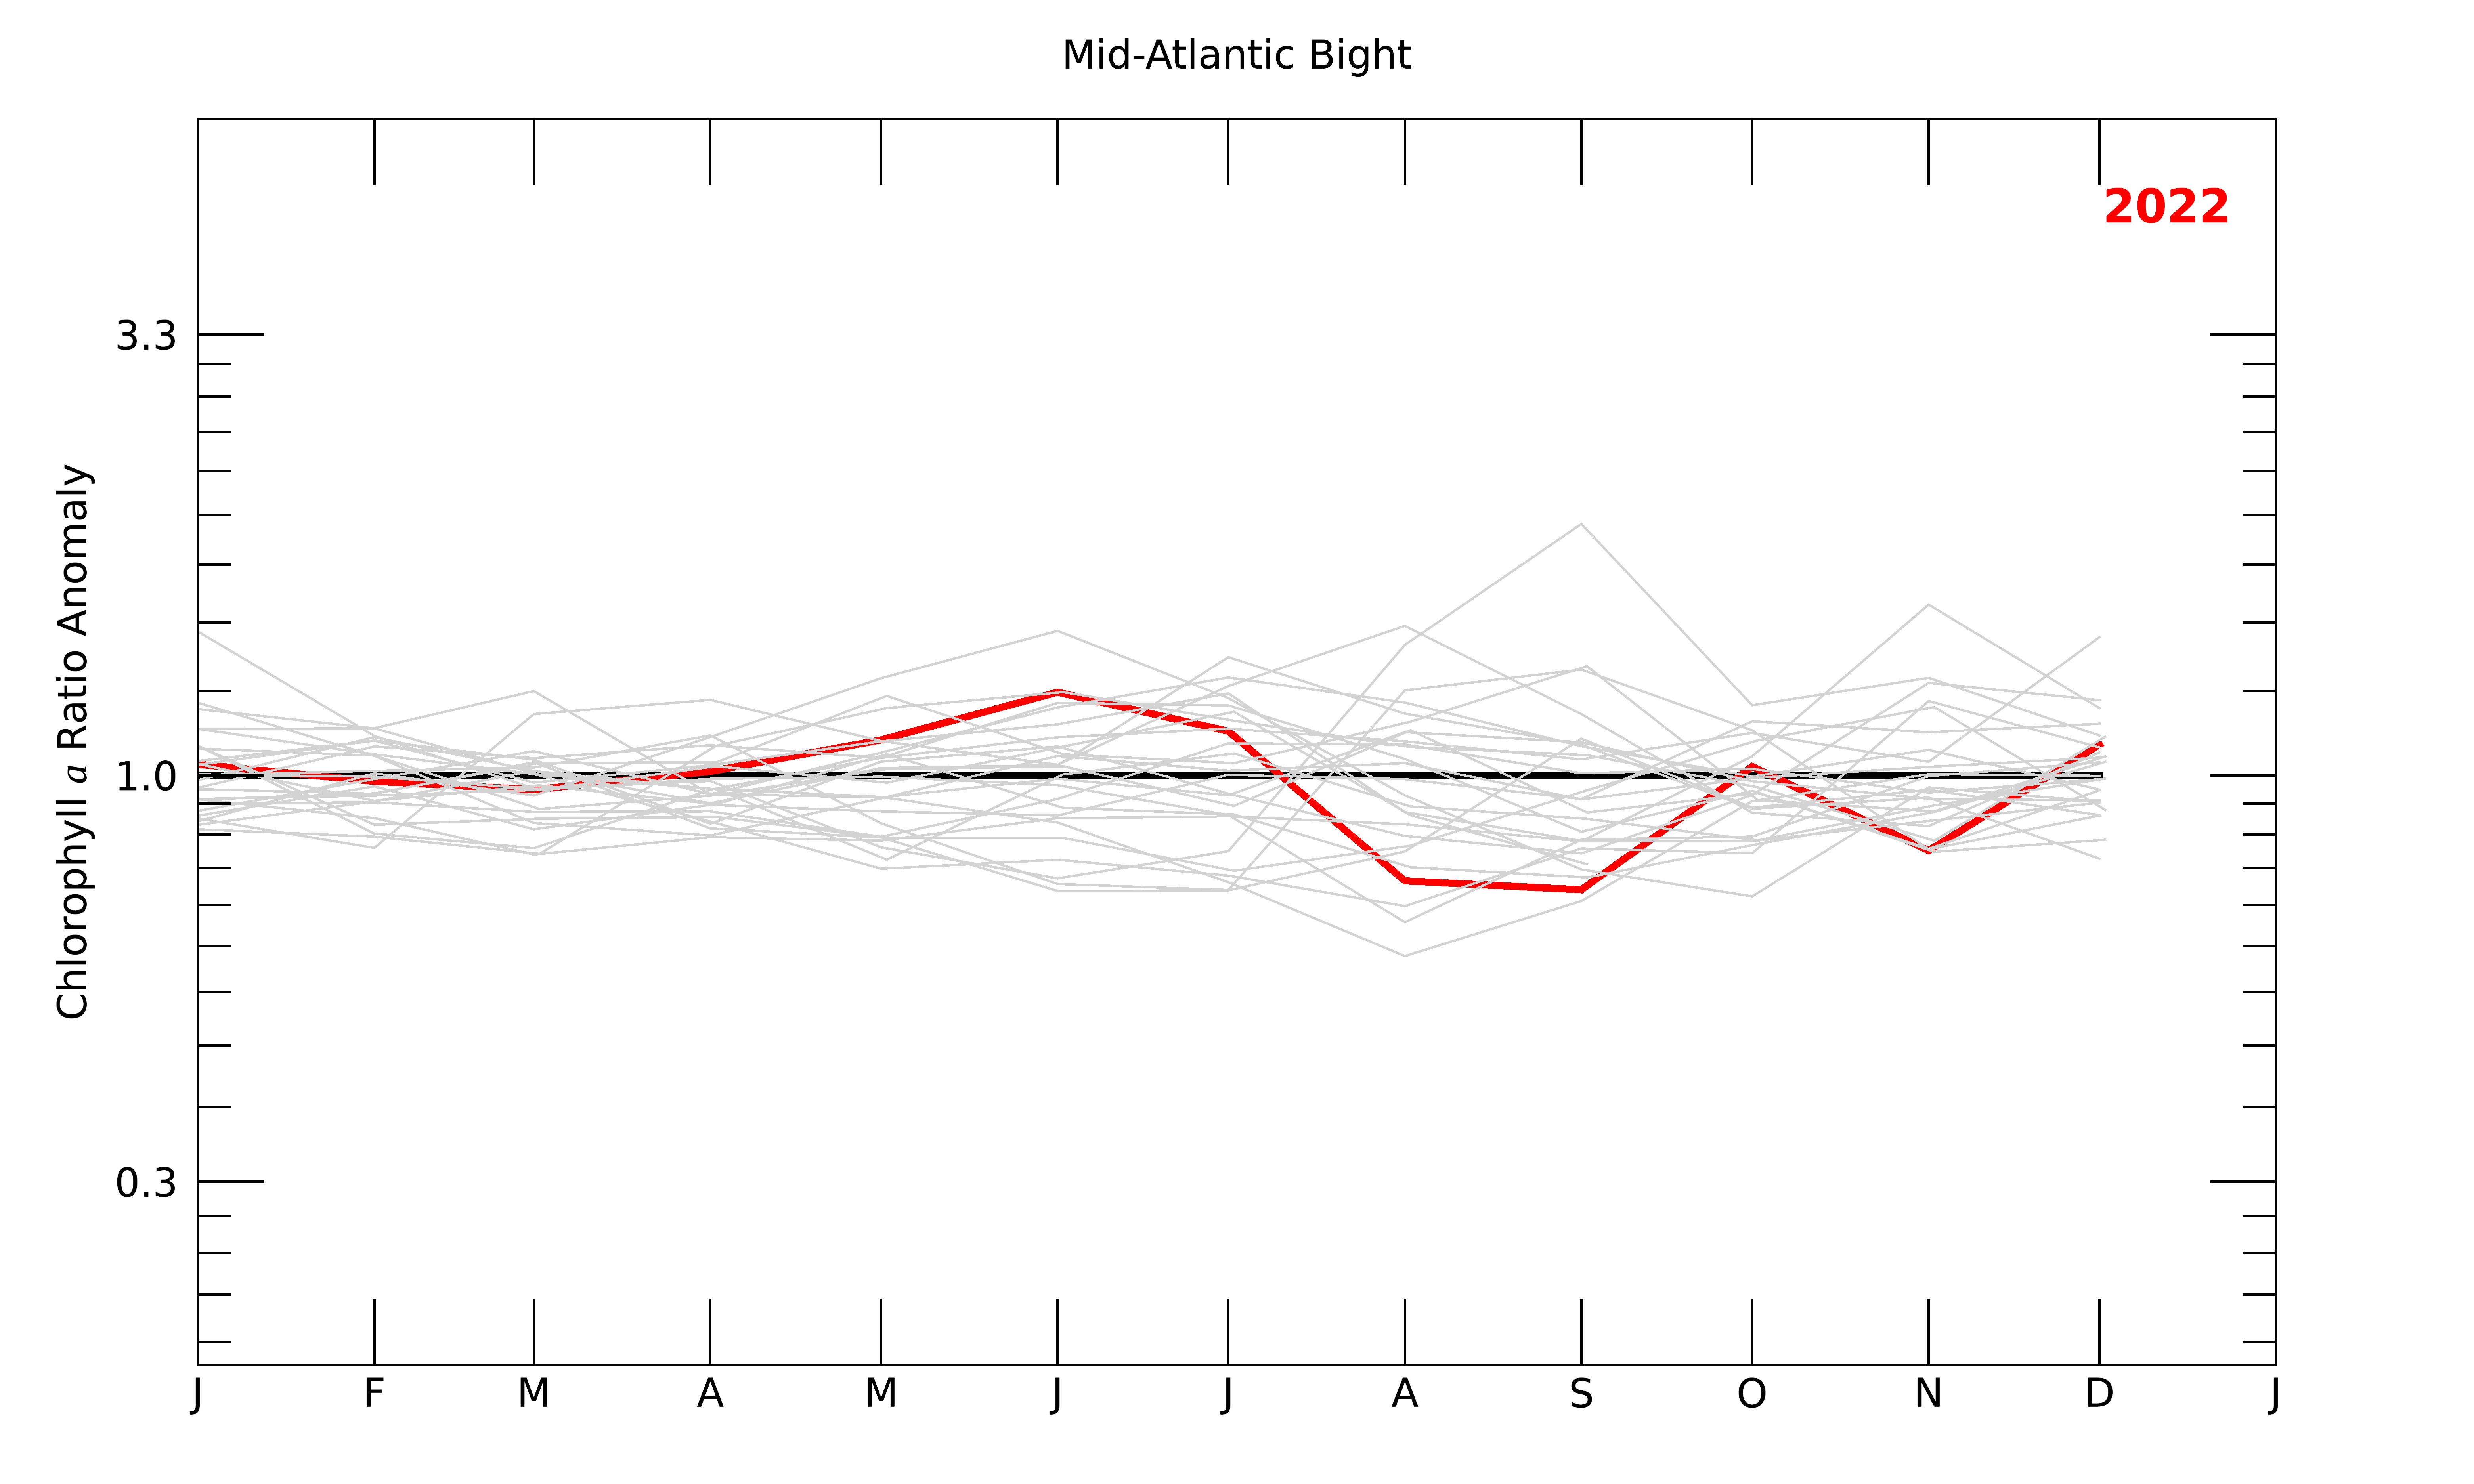 Mid-Atlantic Bight
2022
Chlorophyll a Ratio Anomaly
3.3
1.0
0.3
J F M A M J J A S O N D J